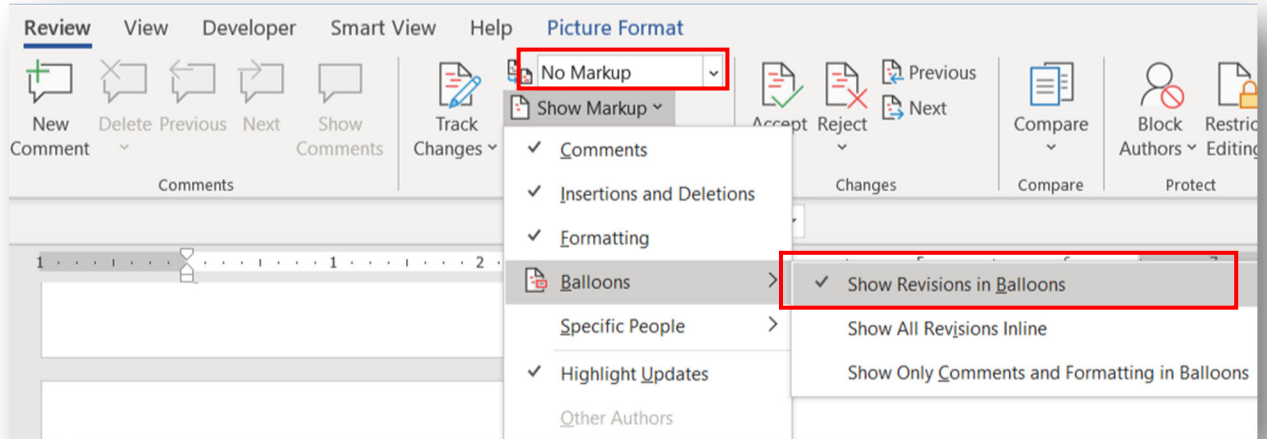 Review View Developer Smart View Help Picture Format
No Markup
Show Markup
New Comment
Delete
Previous
Next
Show Comments
Track Changes
Accept
Reject
Previous
Next
Compare
Block Authors
Editing
Comments
Changes
Compare
Protect
Comments
Insertions and Deletions
Formatting
Balloons
Specific People
Highlight Updates
Other Authors
Show Revisions in Balloons
Show All Revisions Inline
Show Only Comments and Formatting in Balloons
1 1 2